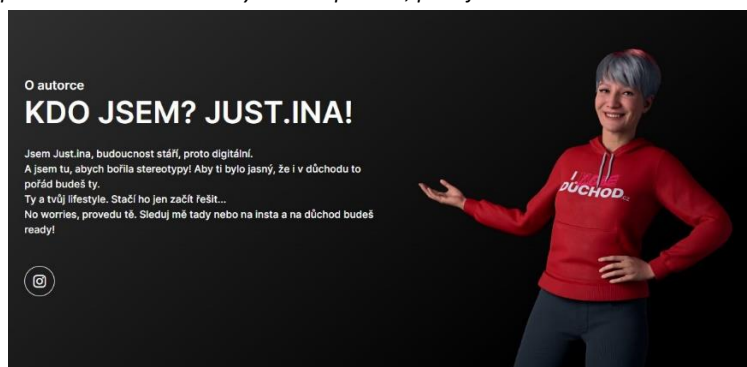 O autorce
KDO JSEM? JUST.INA!
Jsem Just.ina, budoucnost stáří, proto digitální.
A jsem tu, abych bořila stereotypy! Aby ti bylo jasný, že i v důchodu to
pořád budeš ty.
Ty a tvůj lifestyle. Stačí ho jen začít řešit...
No worries, provedu tě. Sleduj mě tady nebo na insta a na důchod budeš
ready!
I
DŮCHOD